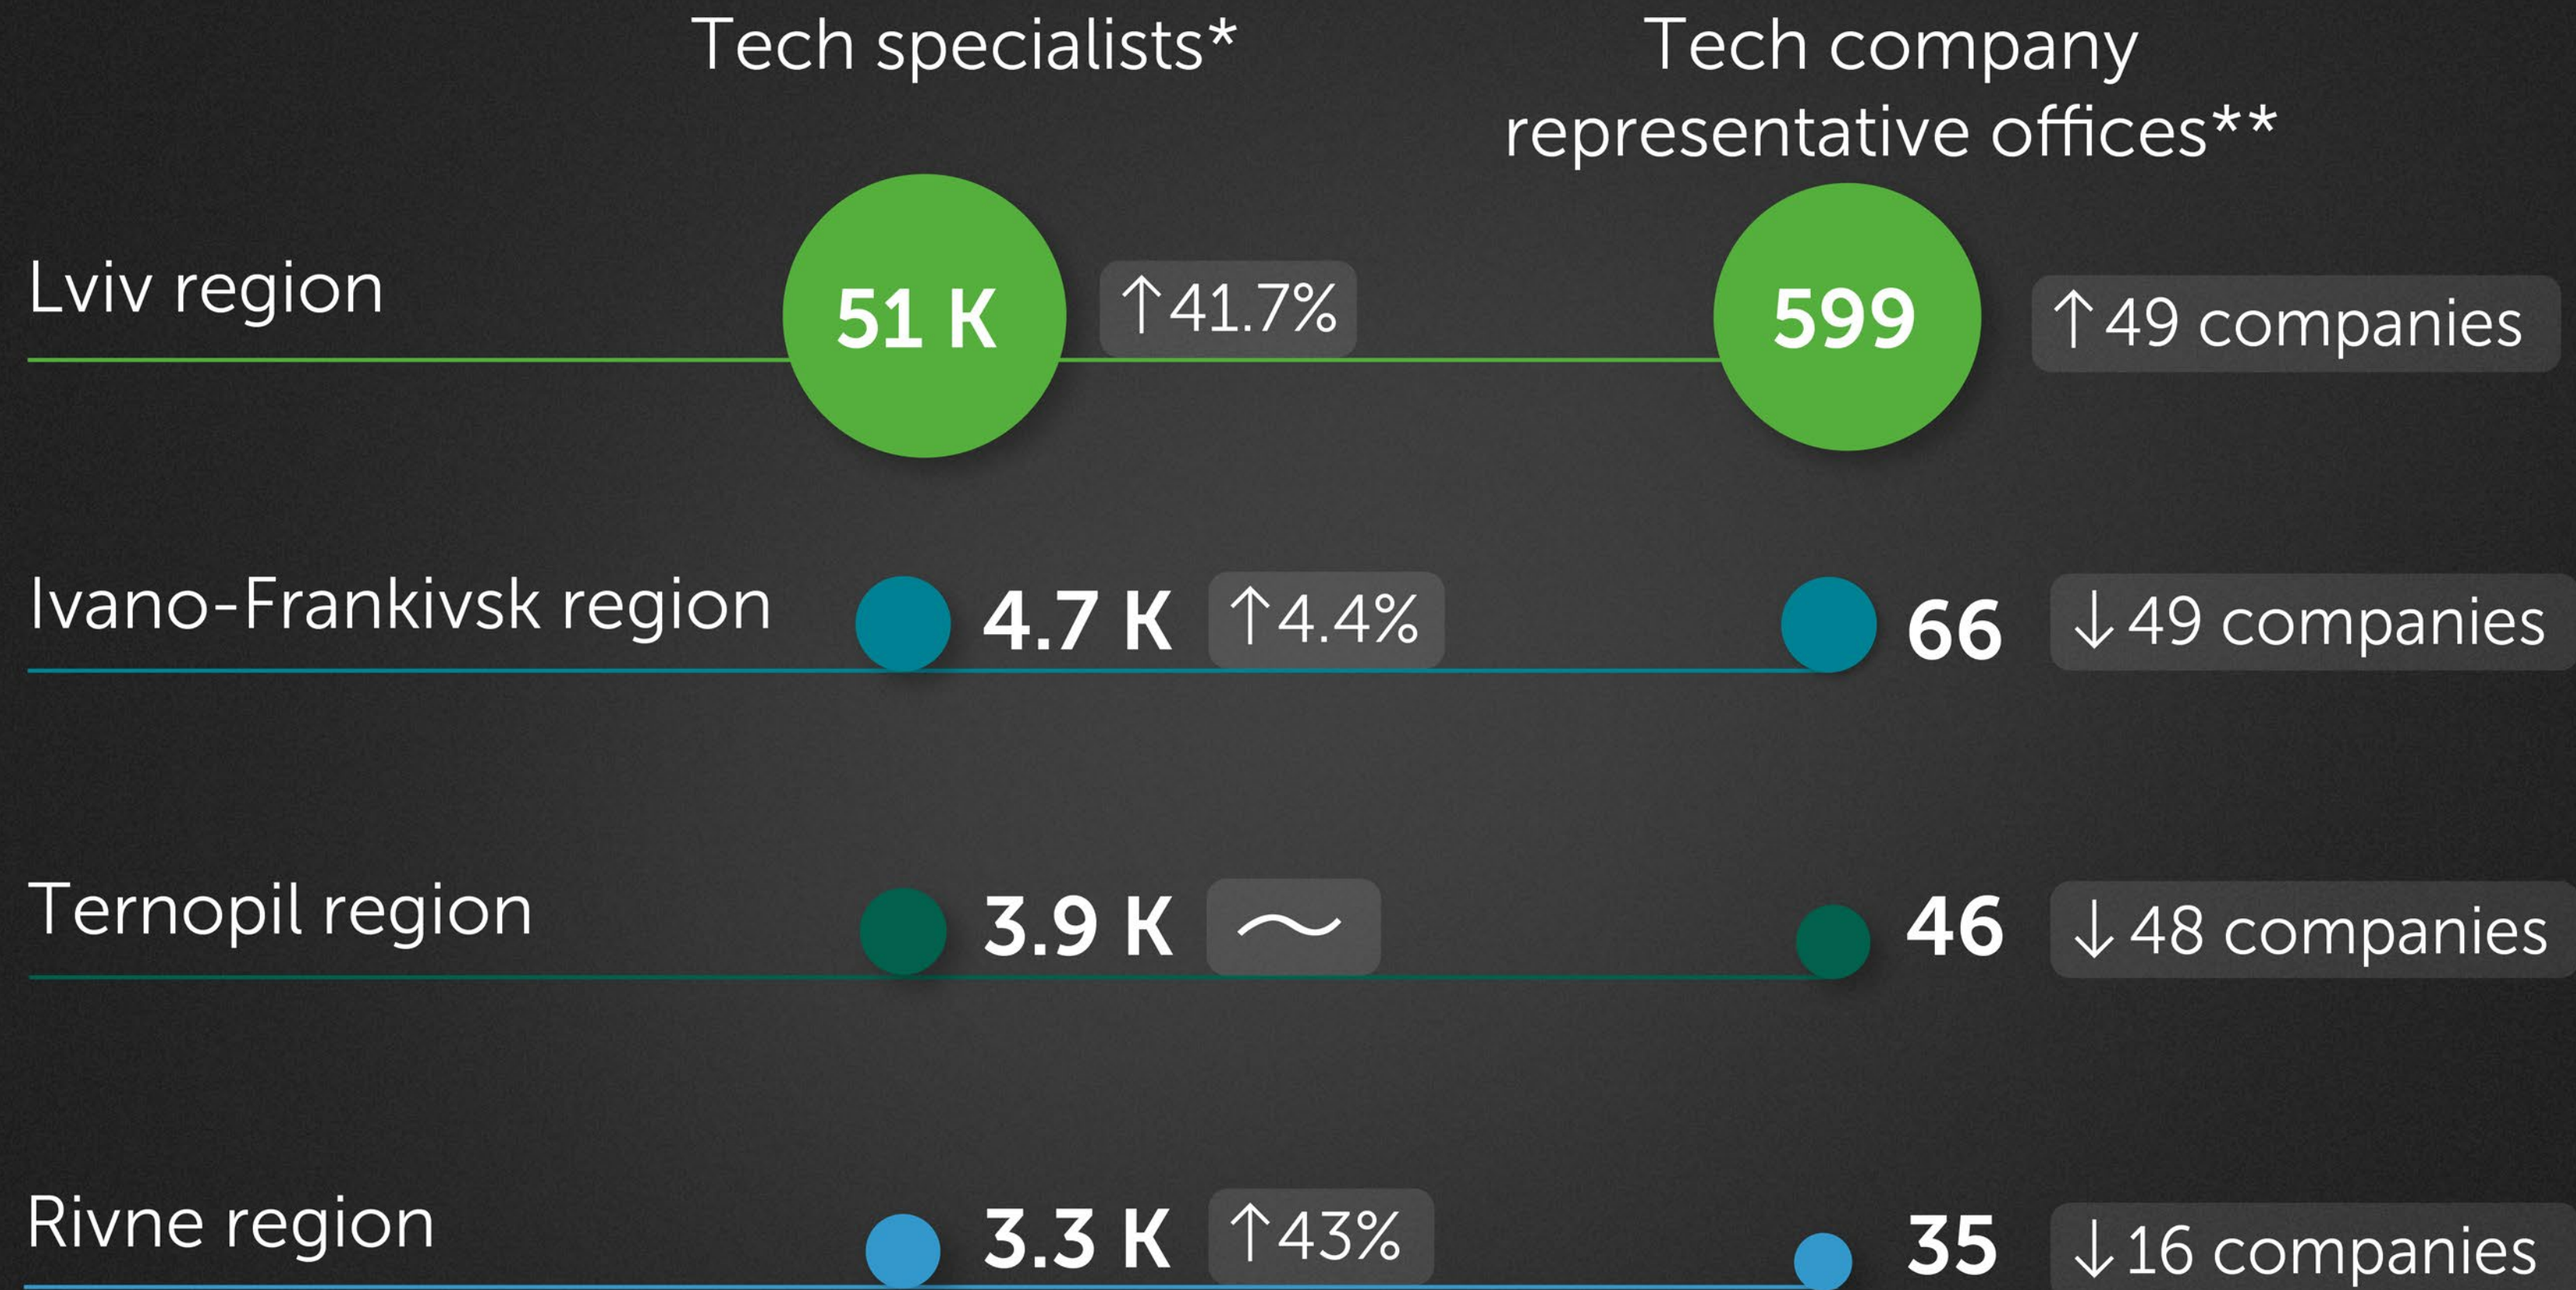 Tech specialists*
Tech company
representative offices**
Lviv region
51 K
↑41.7%
599
↑49 companies
Ivano-Frankivsk region
4.7 K
↑4.4%
66
↓49 companies
Ternopil region
3.9 K
~
46
↓48 companies
Rivne region
3.3 K
↑43%
35
↓16 companies